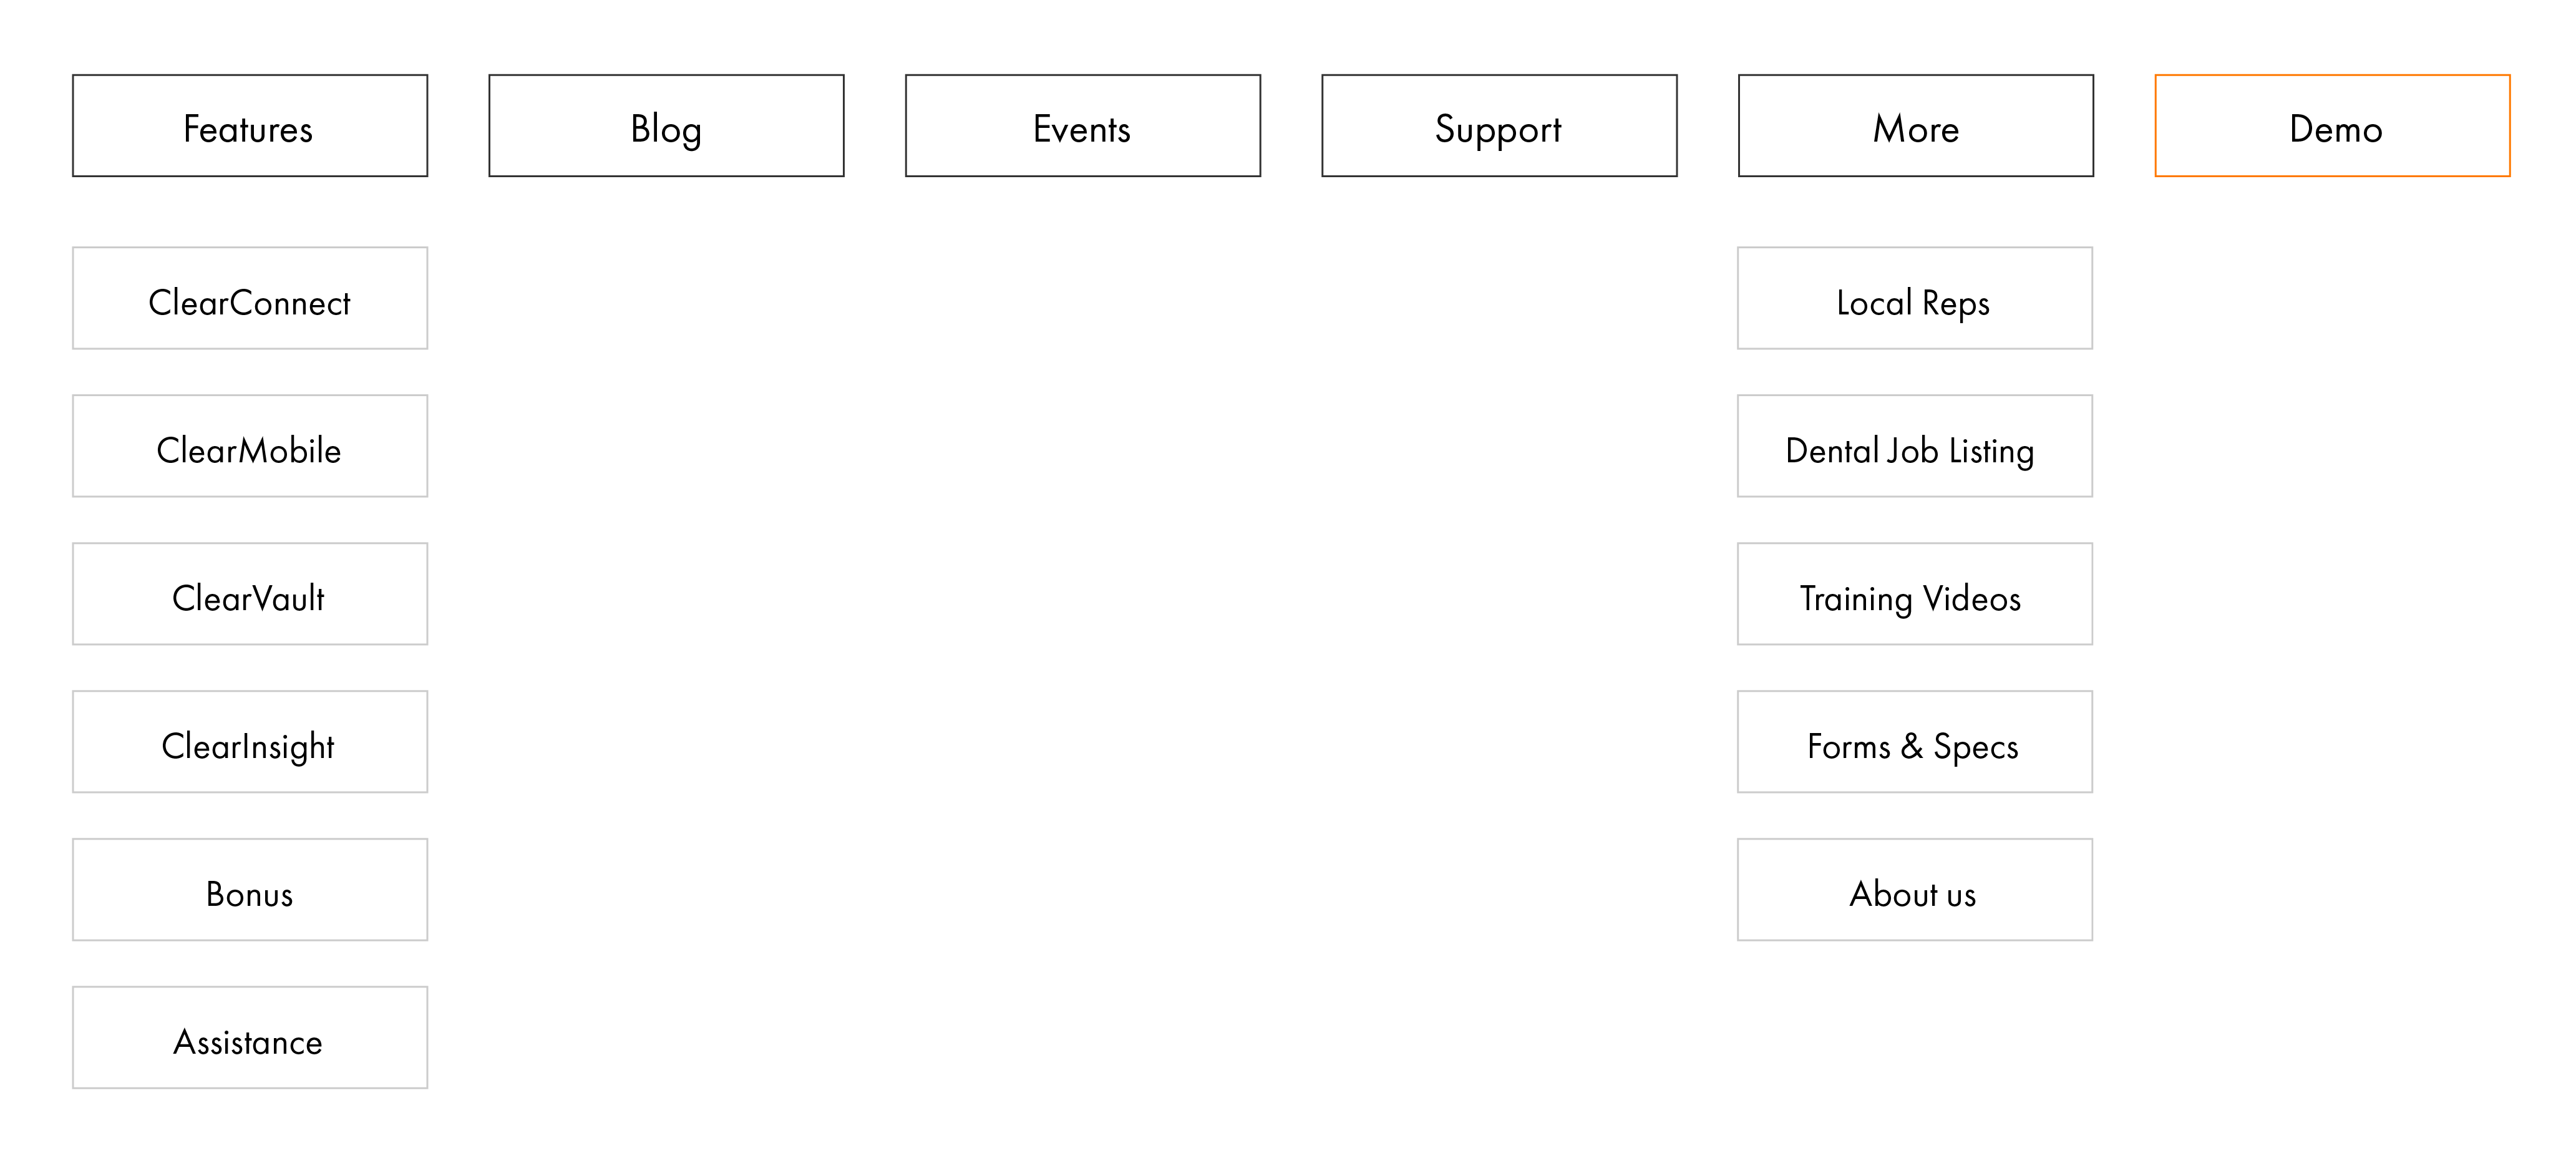 Features
Blog
Events
Support
More
Demo
ClearConnect
ClearMobile
ClearVault
ClearInsight
Bonus
Assistance
Local Reps
Dental Job Listing
Training Videos
Forms & Specs
About us